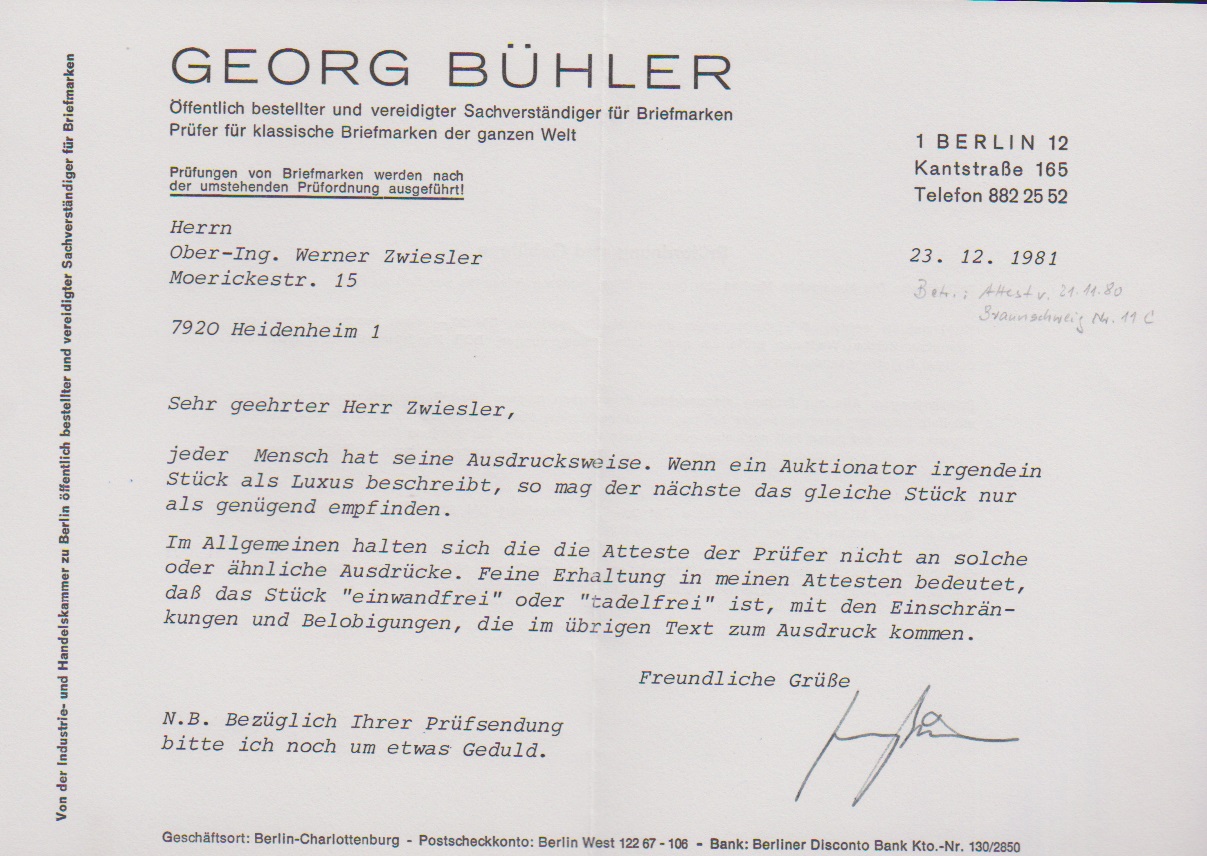 GEORG BÜHLER
Öffentlich bestellter und vereidigter Sachverständiger für Briefmarken
Prüfer für klassische Briefmarken der ganzen Welt
1 BERLIN 12
Kantstraße 165
Telefon 882 25 52
Prüfungen von Briefmarken werden nach
der umstehenden Prüfordnung ausgeführt!
Herrn
Ober-Ing. Werner Zwiesler
Moerickestr. 15
7920 Heidenheim 1
23. 12. 1981
Betr.: Attest v. 21.11.80
Braunschweig Nr. 11 C
Sehr geehrter Herr Zwiesler,
jeder  Mensch hat seine Ausdrucksweise. Wenn ein Auktionator irgendein
Stück als Luxus beschreibt, so mag der nächste das gleiche Stück nur
als genügend empfinden.
Im Allgemeinen halten sich die die Atteste der Prüfer nicht an solche
oder ähnliche Ausdrücke. Feine Erhaltung in meinen Attesten bedeutet,
daß das Stück "einwandfrei" oder "tadelfrei" ist, mit den Einschrän-
kungen und Belobigungen, die im übrigen Text zum Ausdruck kommen.
Freundliche Grüße
N.B. Bezüglich Ihrer Prüfsendung
bitte ich noch um etwas Geduld.
Geschäftsort: Berlin-Charlottenburg - Postscheckkonto: Berlin West 122 67 - 106 - Bank: Berliner Disconto Bank Kto.-Nr. 130/2850
Von der Industrie- und Handelskammer zu Berlin öffentlich bestellter und vereidigter Sachverständiger für Briefmarken